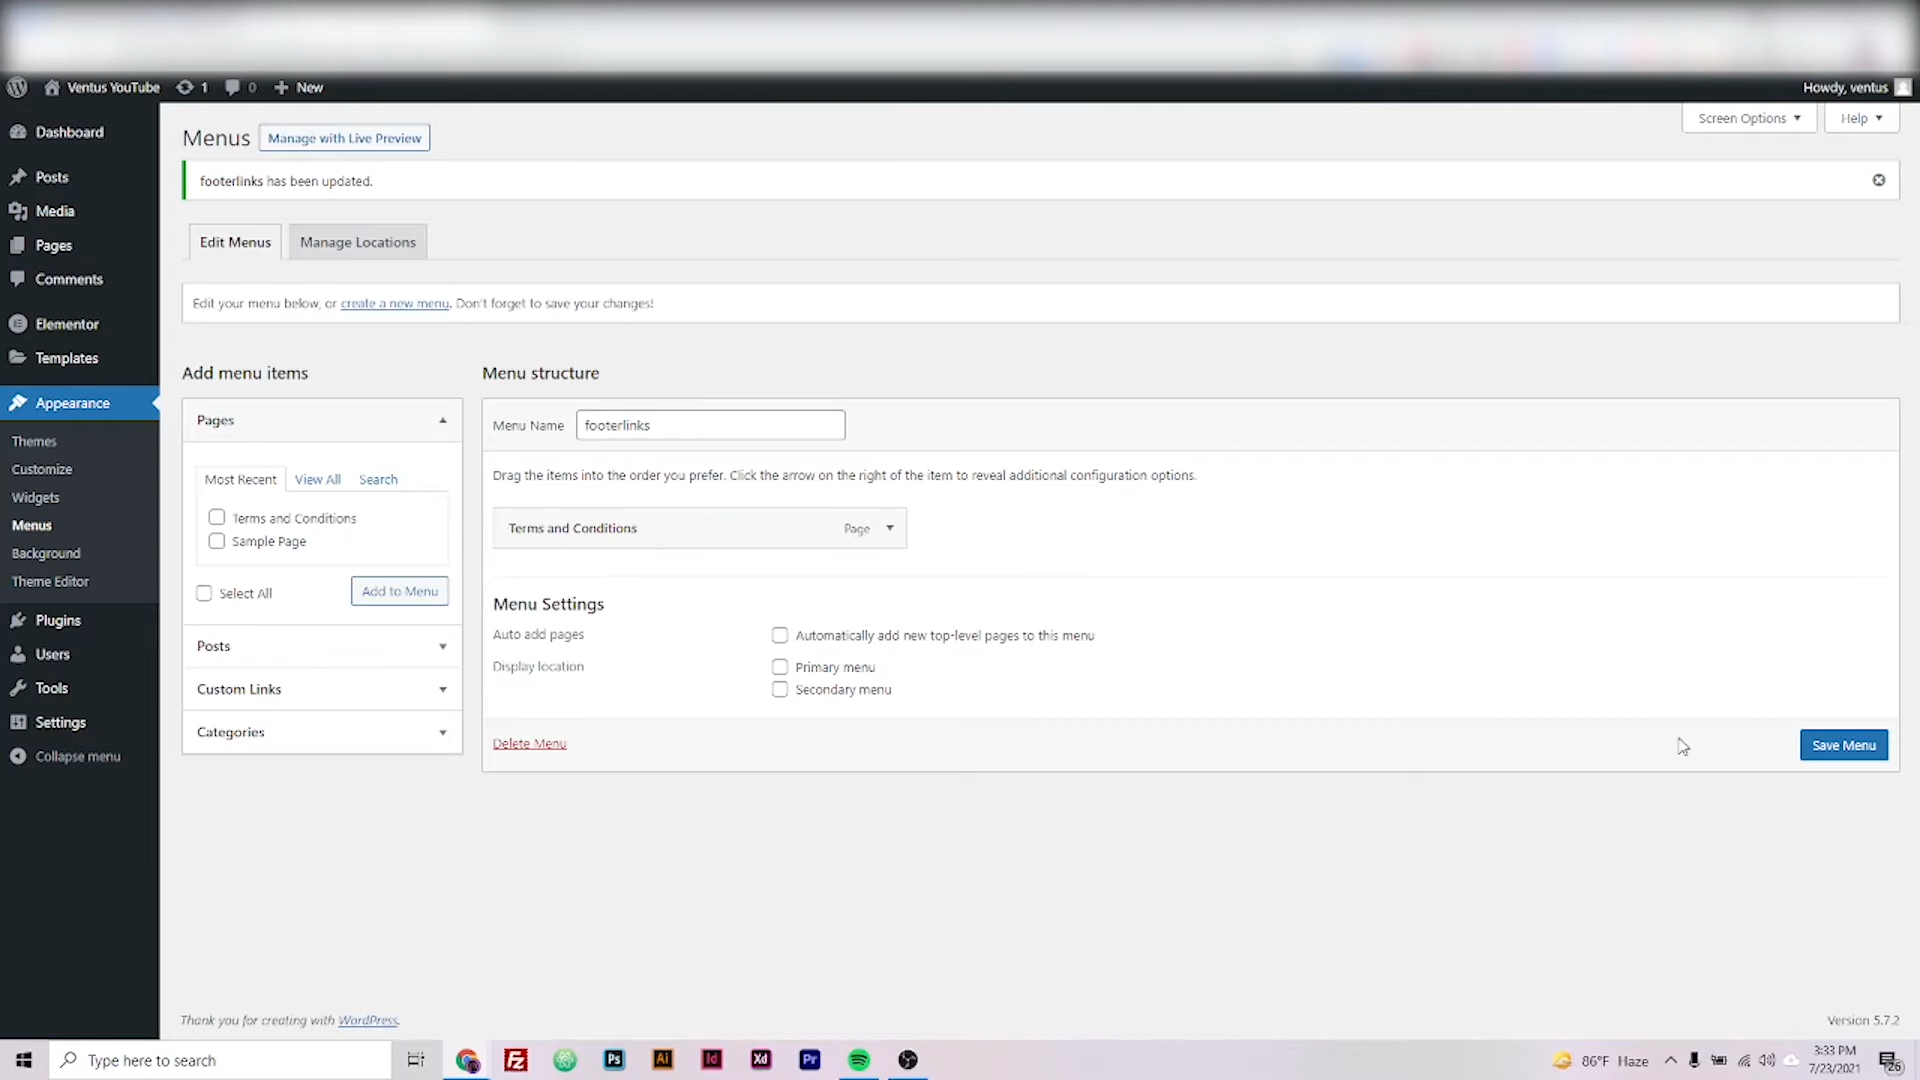 Ventus YouTube 1 0 New Howdy, ventus
Dashboard
Posts
Media
Pages
Comments
Elementor
Templates
Appearance
Themes
Customize
Widgets
Menus
Background
Theme Editor
Plugins
Users
Tools
Settings
Collapse menu
Screen Options Help
Menus Manage with Live Preview
footerlinks has been updated.
Edit Menus Manage Locations
Edit your menu below, or create a new menu. Don't forget to save your changes!
Add menu items
Pages
Most Recent View All Search
Terms and Conditions
Sample Page
Select All Add to Menu
Posts
Custom Links
Categories
Menu structure
Menu Name footerlinks
Drag the items into the order you prefer. Click the arrow on the right of the item to reveal additional configuration options.
Terms and Conditions Page
Menu Settings
Auto add pages Automatically add new top-level pages to this menu
Display location Primary menu
Secondary menu
Delete Menu Save Menu
Thank you for creating with WordPress. Version 5.7.2
Type here to search Fz Ps Ai Id Xd Pr 86°F Haze 3:33 PM
7/23/2021 26